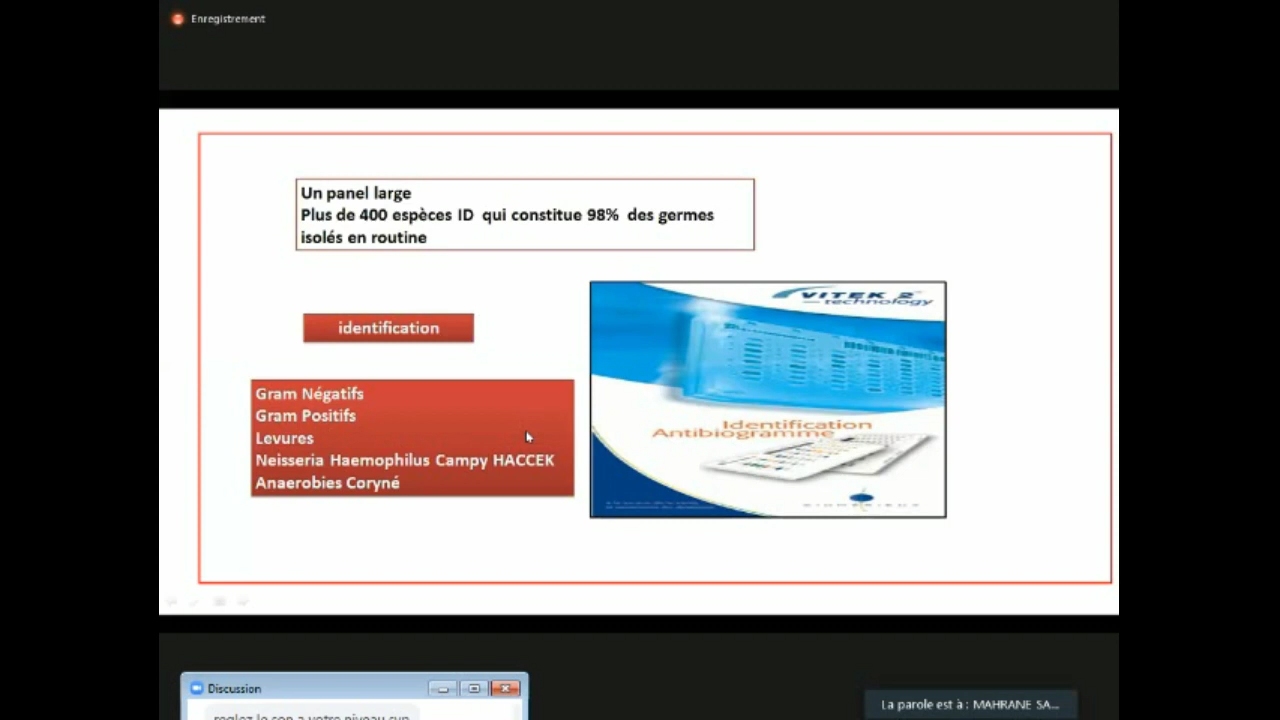 Enregistrement
Un panel large
Plus de 400 espèces ID qui constitue 98% des germes
isolés en routine
identification
VITEK 2
technology
Gram Négatifs
Gram Positifs
Levures
Neisseria Haemophilus Campy HACCEK
Anaerobies Coryné
Identification
Antibiogramme
Discussion
La parole est à : MAHRANE SA...